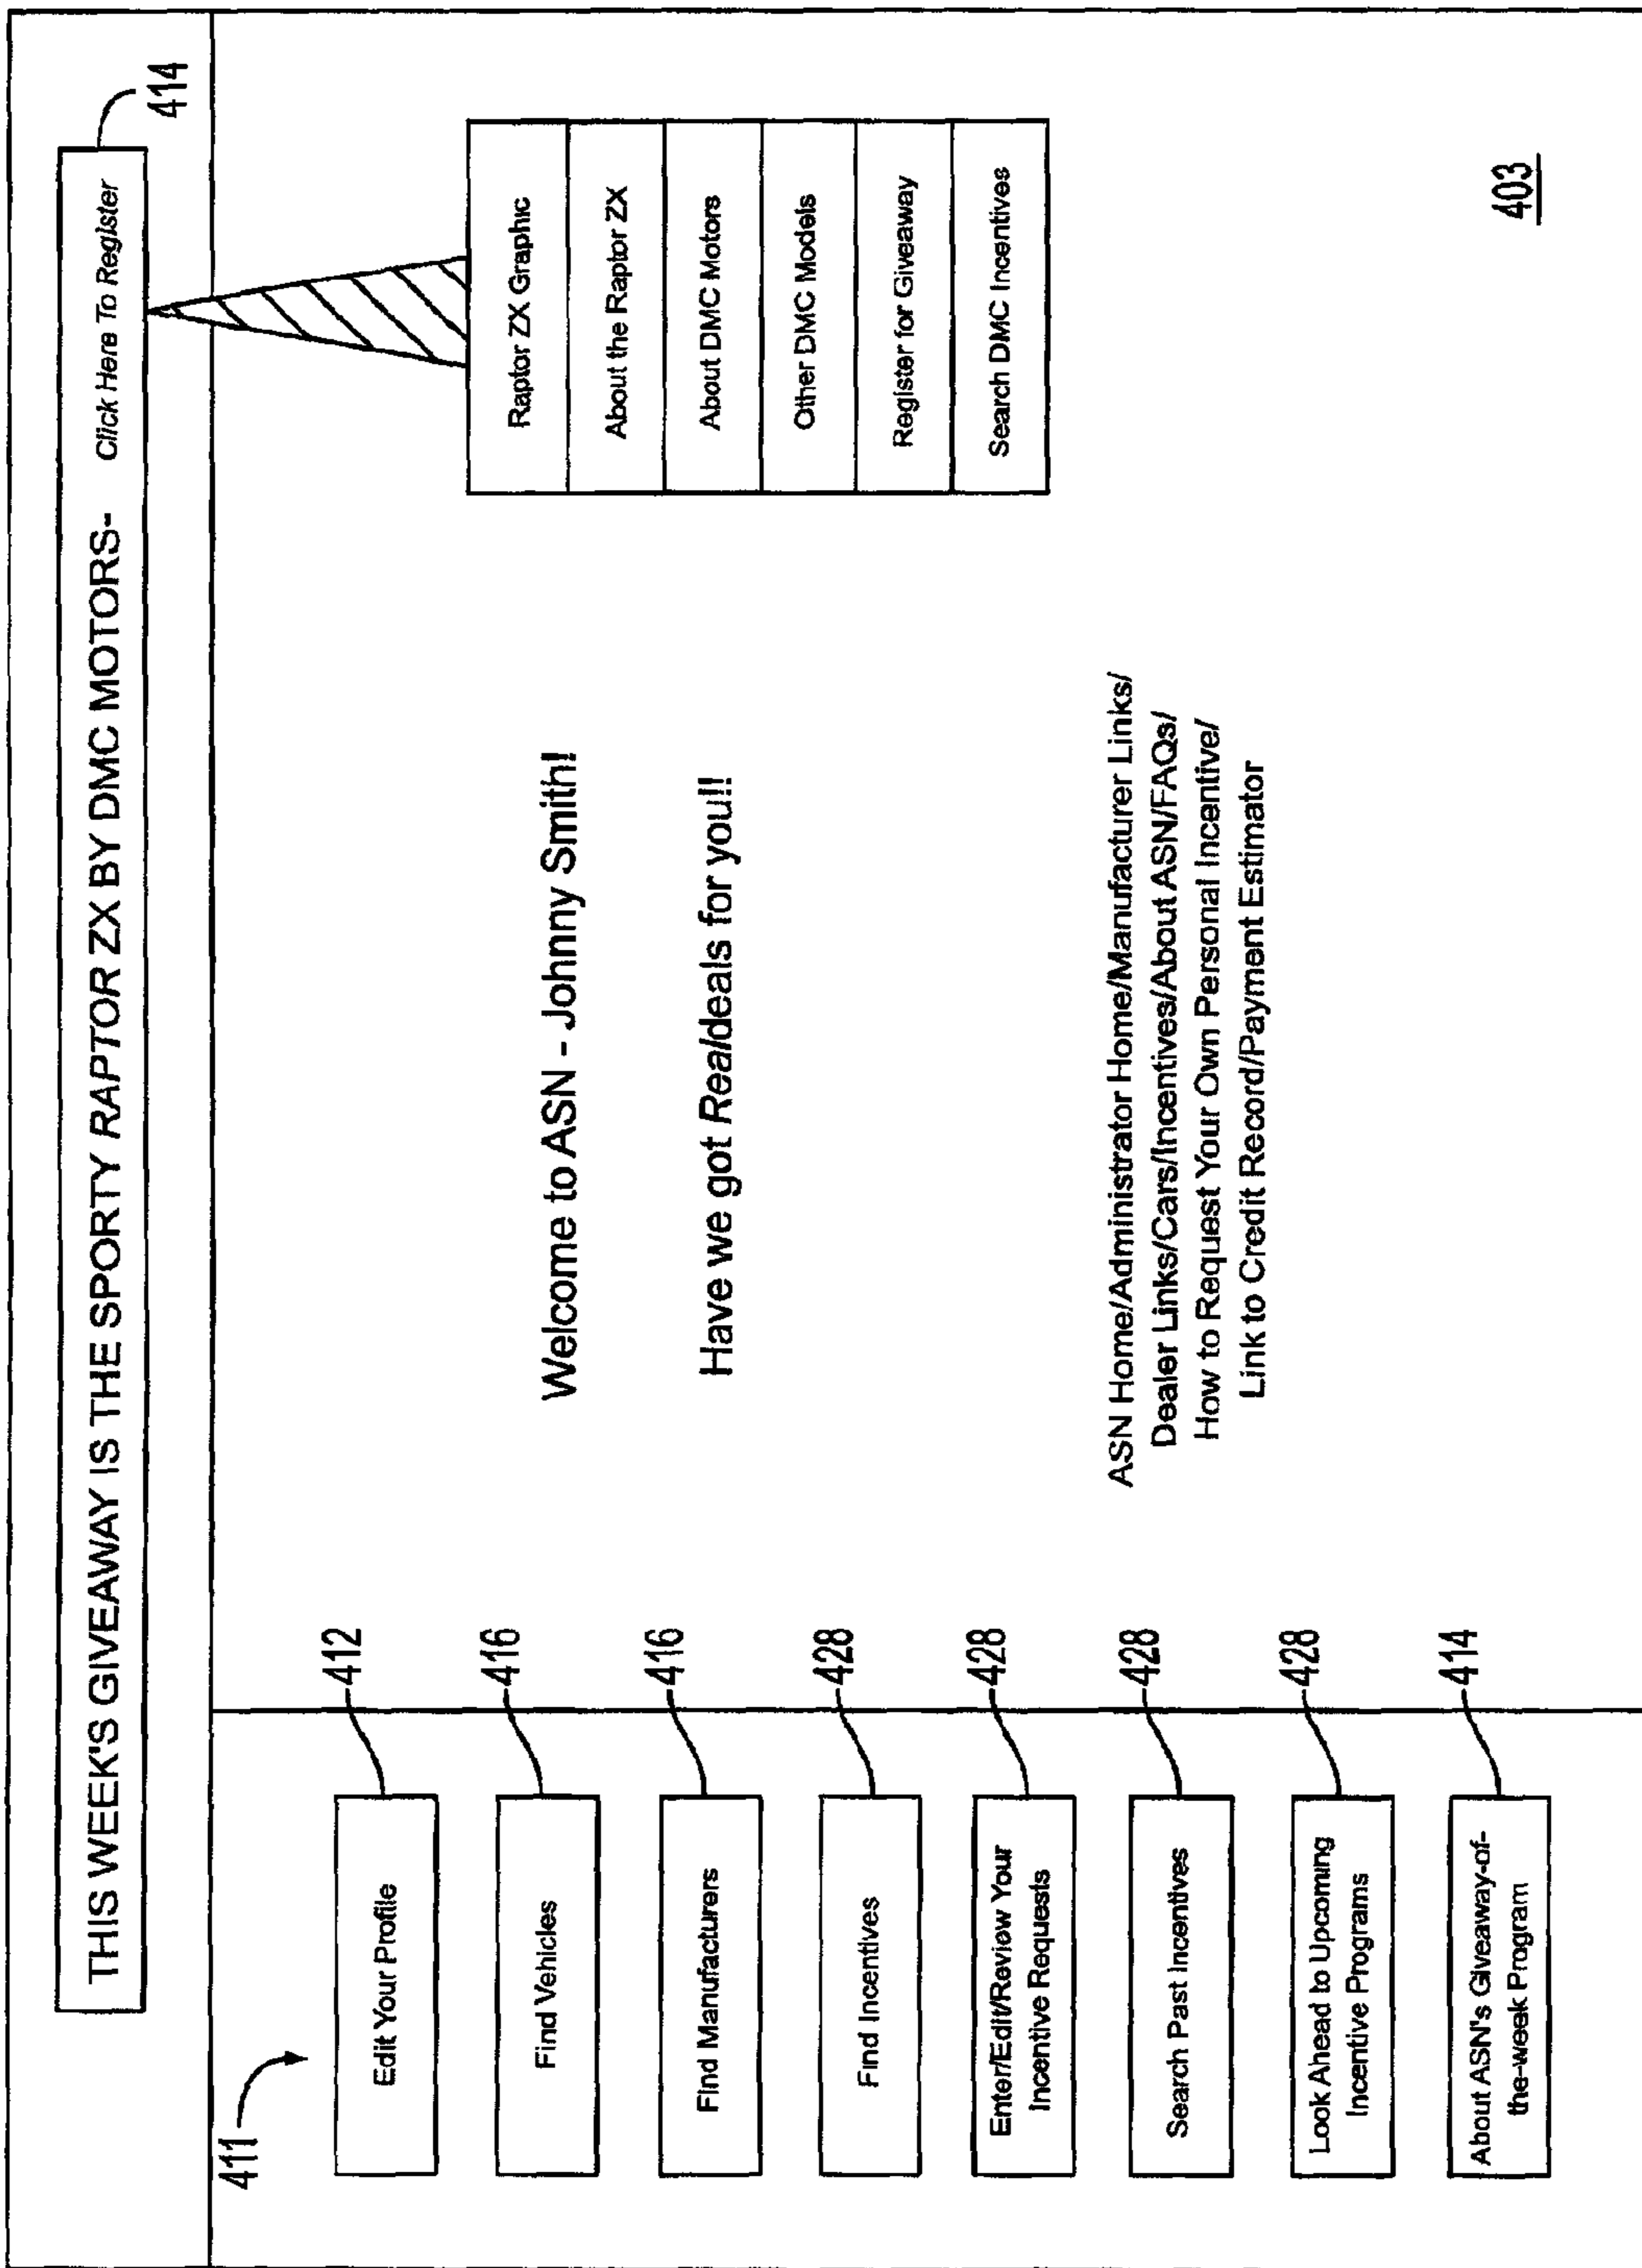 THIS WEEK'S GIVEAWAY IS THE SPORTY RAPTOR ZX BY DMC MOTORS- Click Here To Register
414
411
Edit Your Profile
412
Find Vehicles
416
Find Manufacturers
416
Find Incentives
428
Enter/Edit/Review Your
Incentive Requests
428
Search Past Incentives
428
Look Ahead to Upcoming
Incentive Programs
428
About ASN's Giveaway-of-
the-week Program
414
Welcome to ASN - Johnny Smith!
Have we got Realdeals for you!!
ASN Home/Administrator Home/Manufacturer Links/
Dealer Links/Cars/Incentives/About ASN/FAQs/
How to Request Your Own Personal Incentive/
Link to Credit Record/Payment Estimator
Raptor ZX Graphic
About the Raptor ZX
About DMC Motors
Other DMC Models
Register for Giveaway
Search DMC Incentives
403